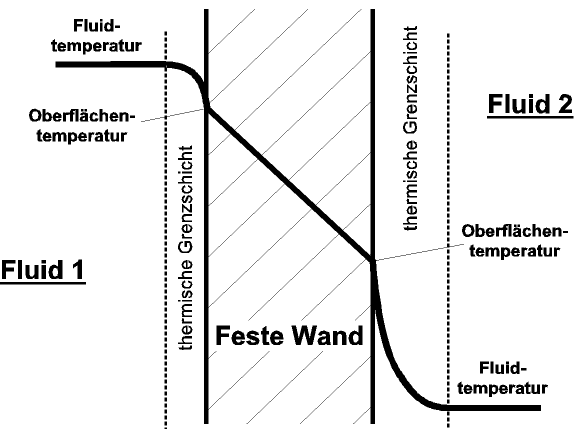 Fluid-
temperatur
Oberflächen-
temperatur
thermische Grenzschicht
Fluid 1
Feste Wand
thermische Grenzschicht
Fluid 2
Oberflächen-
temperatur
Fluid-
temperatur